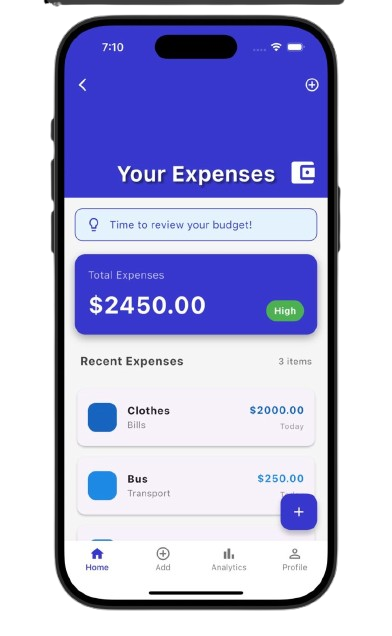 7:10
Your Expenses
Time to review your budget!
Total Expenses
$2450.00
High
Recent Expenses
3 items
Clothes
$2000.00
Bills
Today
Bus
$250.00
Transport
+
Home
Add
Analytics
Profile